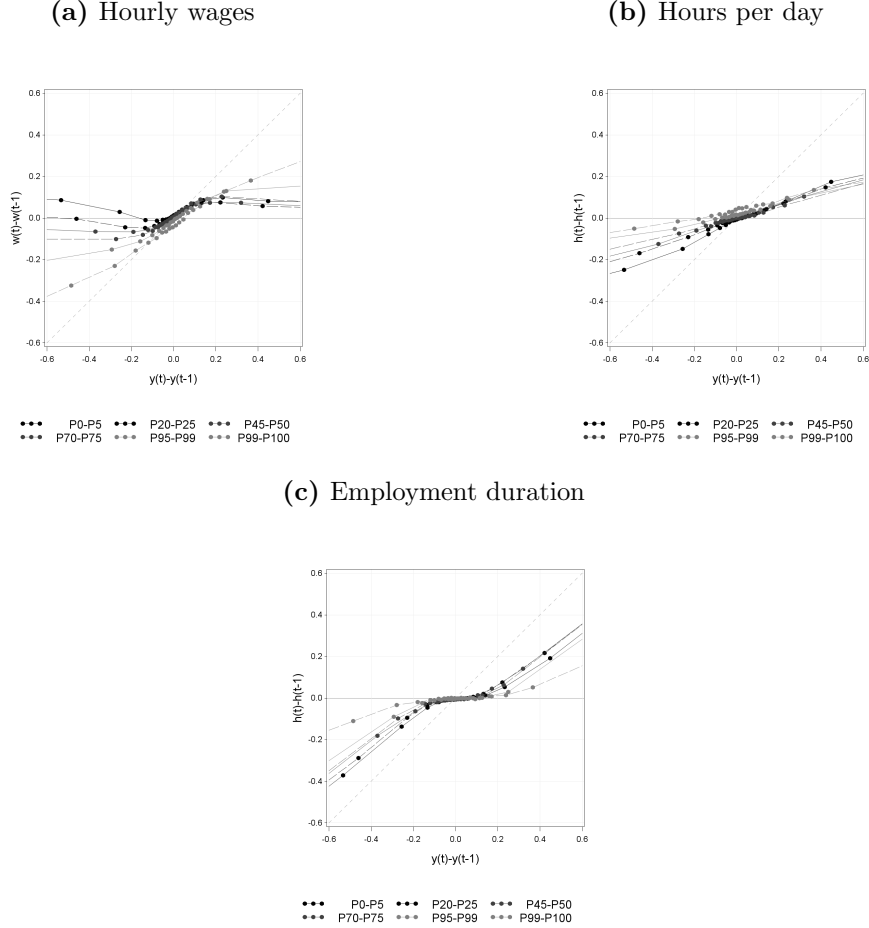 (a) Hourly wages
0.6
0.4
0.2
0.0
-0.2
-0.4
-0.6
w(t)-w(t-1)
-0.6 -0.4 -0.2 0.0 0.2 0.4 0.6
y(t)-y(t-1)
P0-P5 P20-P25 P45-P50
P70-P75 P95-P99 P99-P100
(b) Hours per day
0.6
0.4
0.2
0.0
-0.2
-0.4
-0.6
h(t)-h(t-1)
-0.6 -0.4 -0.2 0.0 0.2 0.4 0.6
y(t)-y(t-1)
P0-P5 P20-P25 P45-P50
P70-P75 P95-P99 P99-P100
(c) Employment duration
0.6
0.4
0.2
0.0
-0.2
-0.4
-0.6
h(t)-h(t-1)
-0.6 -0.4 -0.2 0.0 0.2 0.4 0.6
y(t)-y(t-1)
P0-P5 P20-P25 P45-P50
P70-P75 P95-P99 P99-P100